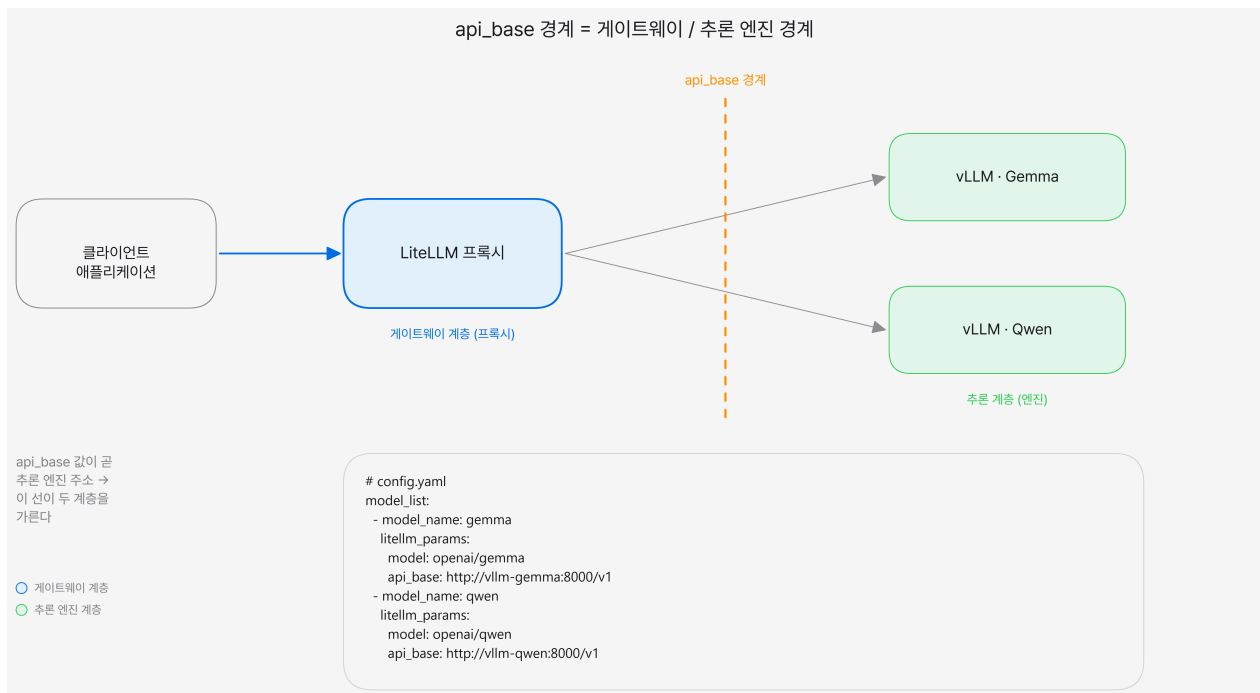 api_base 경계 = 게이트웨이 / 추론 엔진 경계
api_base 경계
클라이언트
애플리케이션
LiteLLM 프록시
게이트웨이 계층 (프록시)
vLLM · Gemma
vLLM · Qwen
추론 계층 (엔진)
api_base 값이 곧
추론 엔진 주소 →
이 선이 두 계층을
가른다
게이트웨이 계층
추론 엔진 계층
# config.yaml
model_list:
  - model_name: gemma
    litellm_params:
      model: openai/gemma
      api_base: http://vllm-gemma:8000/v1
  - model_name: qwen
    litellm_params:
      model: openai/qwen
      api_base: http://vllm-qwen:8000/v1